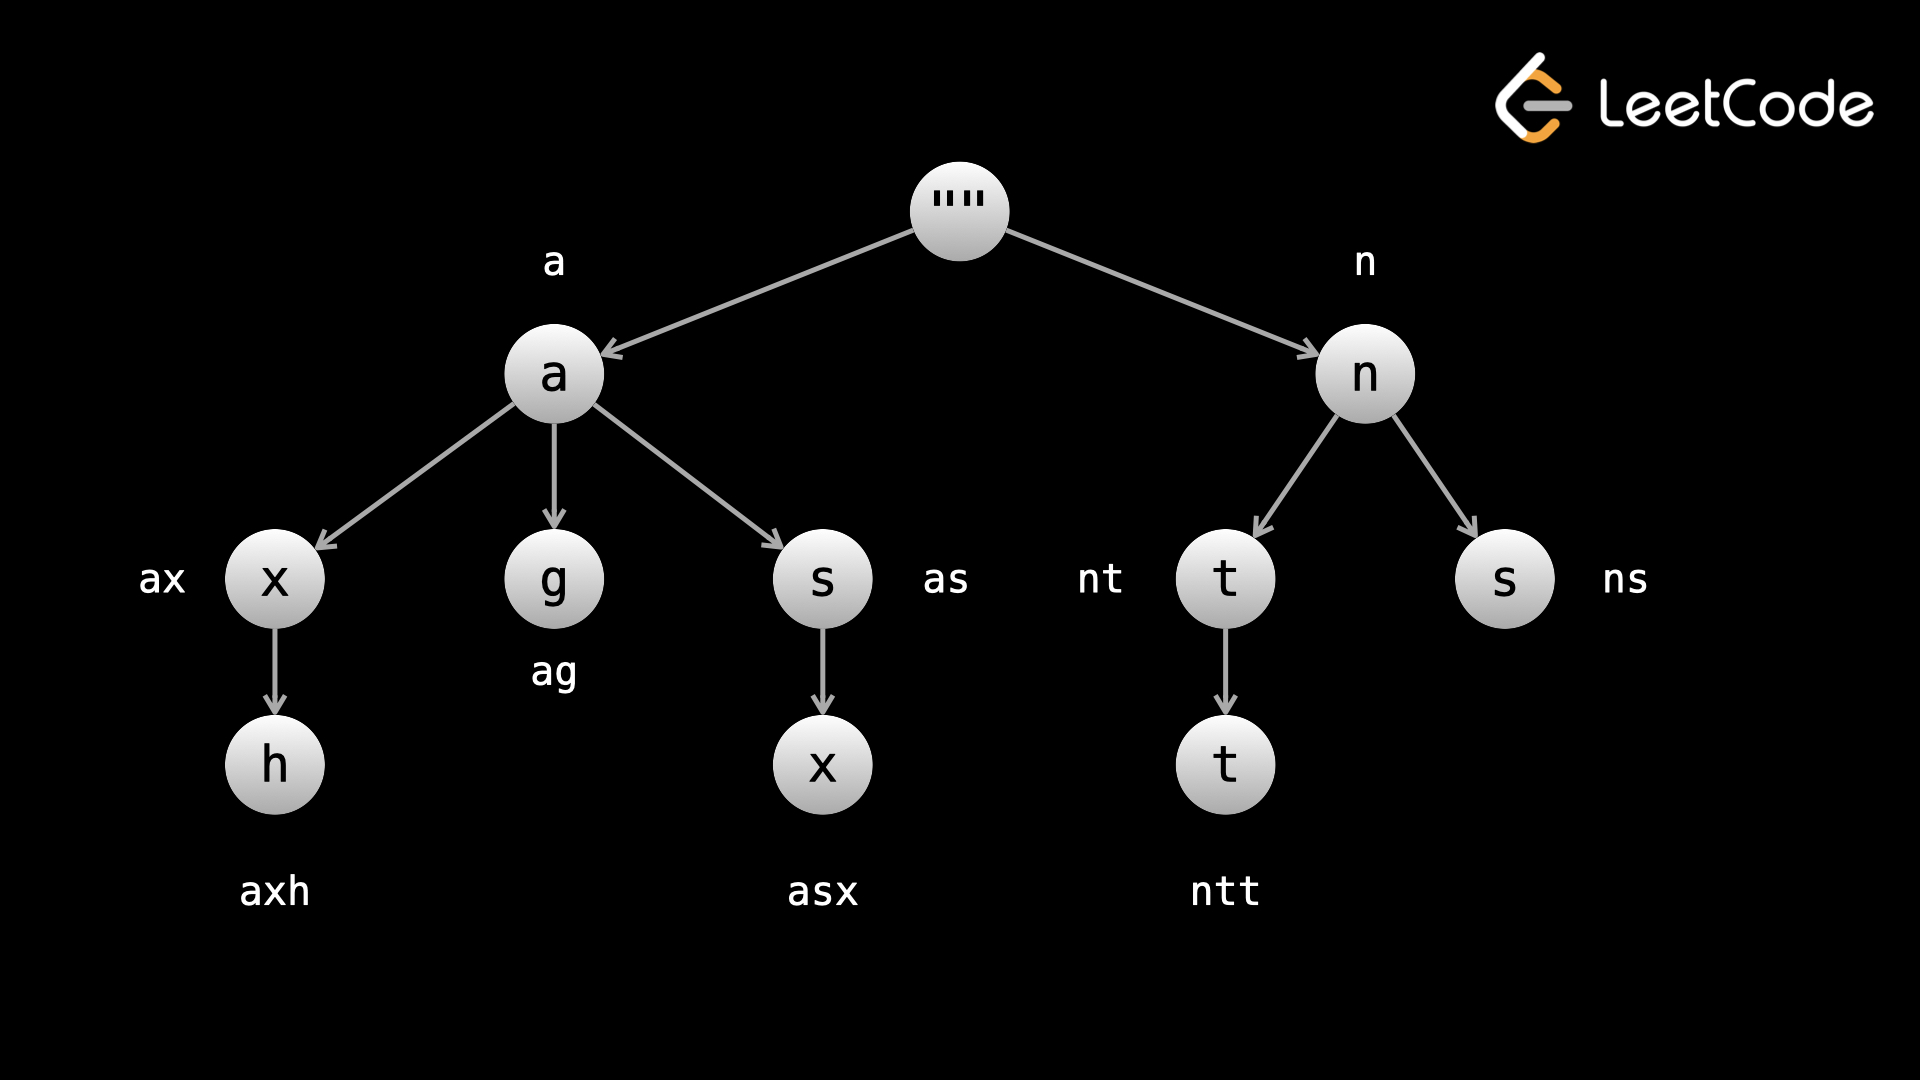 LeetCode
""
a
n
a
n
ax
x
g
s
as
nt
t
s
ns
ag
h
x
t
axh
asx
ntt